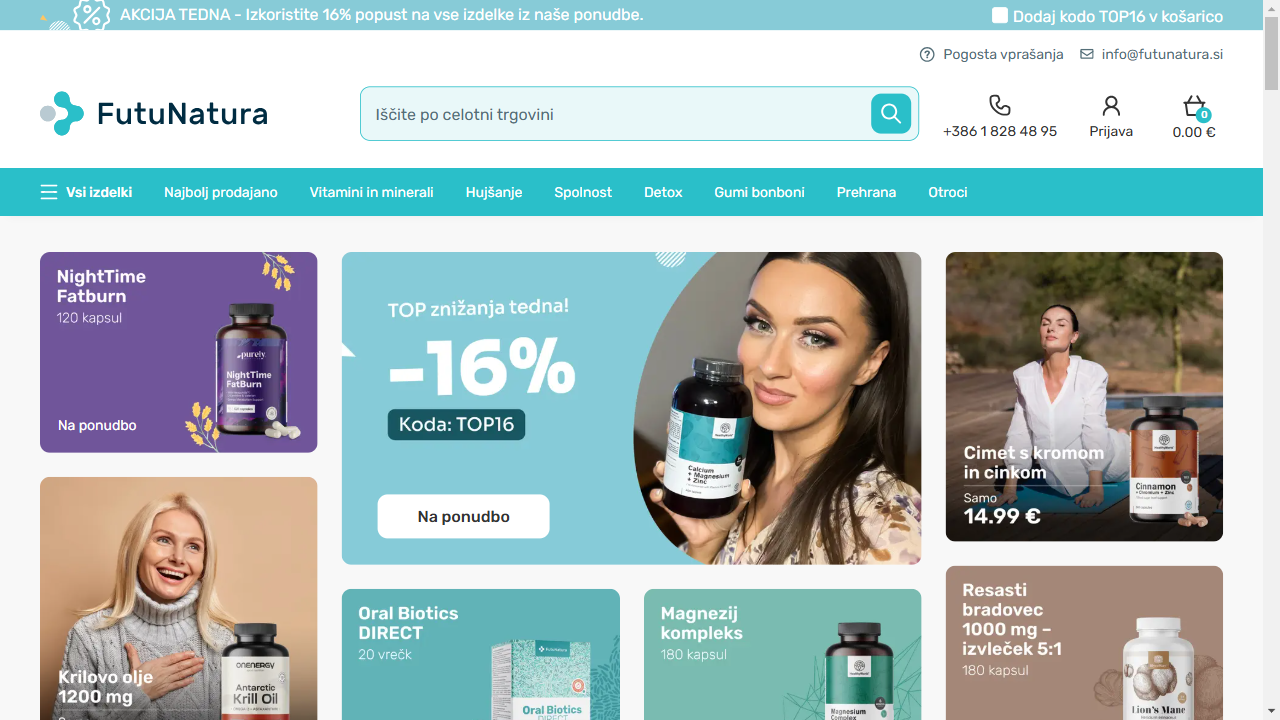 AKCIJA TEDNA - Izkoristite 16% popust na vse izdelke iz naše ponudbe.
Dodaj kodo TOP16 v košarico
Pogosta vprašanja
info@futunatura.si
FutuNatura
Iščite po celotni trgovini
+386 1 828 48 95
Prijava
0
0.00 €
Vsi izdelki
Najbolj prodajano
Vitamini in minerali
Hujšanje
Spolnost
Detox
Gumi bonboni
Prehrana
Otroci
NightTime
Fatburn
120 kapsul
purely
NightTime
FatBurn
Na ponudbo
TOP znižanja tedna!
-16%
Koda: TOP16
Na ponudbo
Calcium
+ Magnesium
+ Zinc
Cimet s kromom
in cinkom
Samo
14.99 €
Cinnamon
+ Chromium + Zinc
Krilovo olje
1200 mg
ONENERGY
Antarctic
Krill Oil
Oral Biotics
DIRECT
20 vrečk
FutuNatura
Oral Biotics
DIRECT
Magnezij
kompleks
180 kapsul
Magnesium
Complex
Resasti
bradovec
1000 mg –
izvleček 5:1
180 kapsul
Lion's Mane